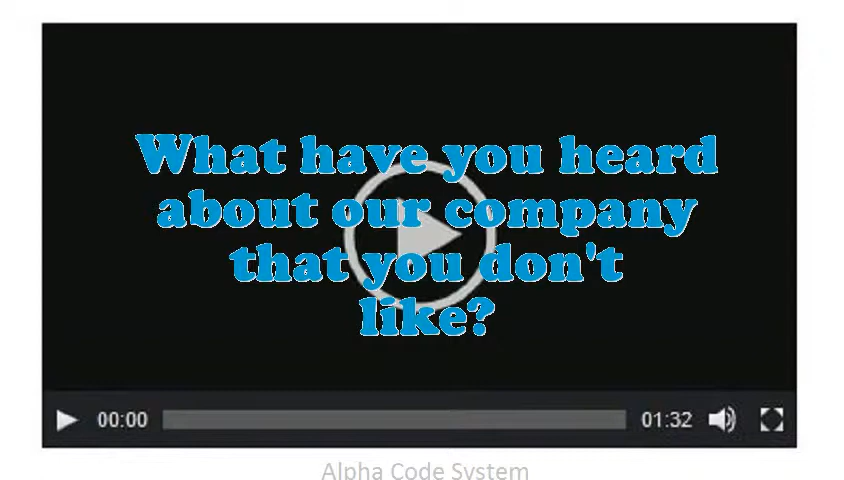 What have you heard
about our company
that you don't
like?
00:00 01:32
Alpha Code System